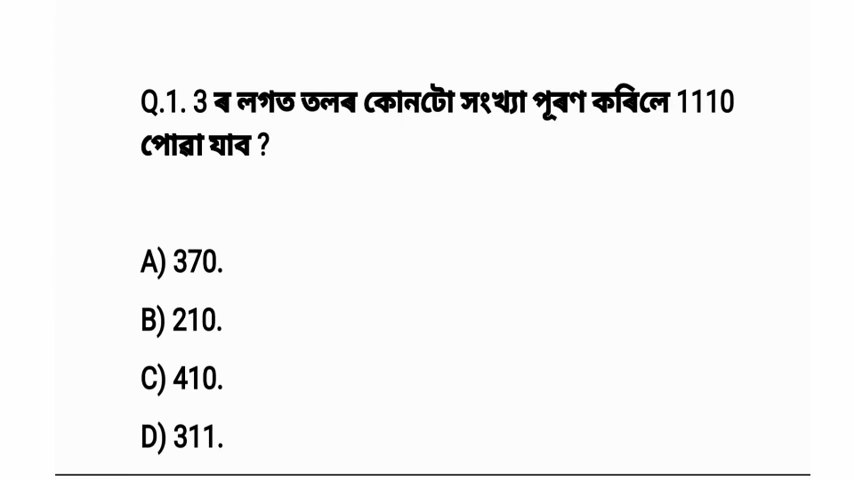 Q.1. 3 ৰ লগত তলৰ কোনটো সংখ্যা পূৰণ কৰিলে 1110
পোৱা যাব ?
A) 370.
B) 210.
C) 410.
D) 311.